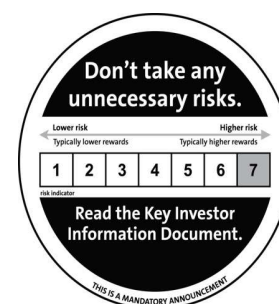 Don't take any
unnecessary risks.
Lower risk Higher risk
Typically lower rewards Typically higher rewards
1 2 3 4 5 6 7
risk indicator
Read the Key Investor
Information Document.
THIS IS A MANDATORY ANNOUNCEMENT